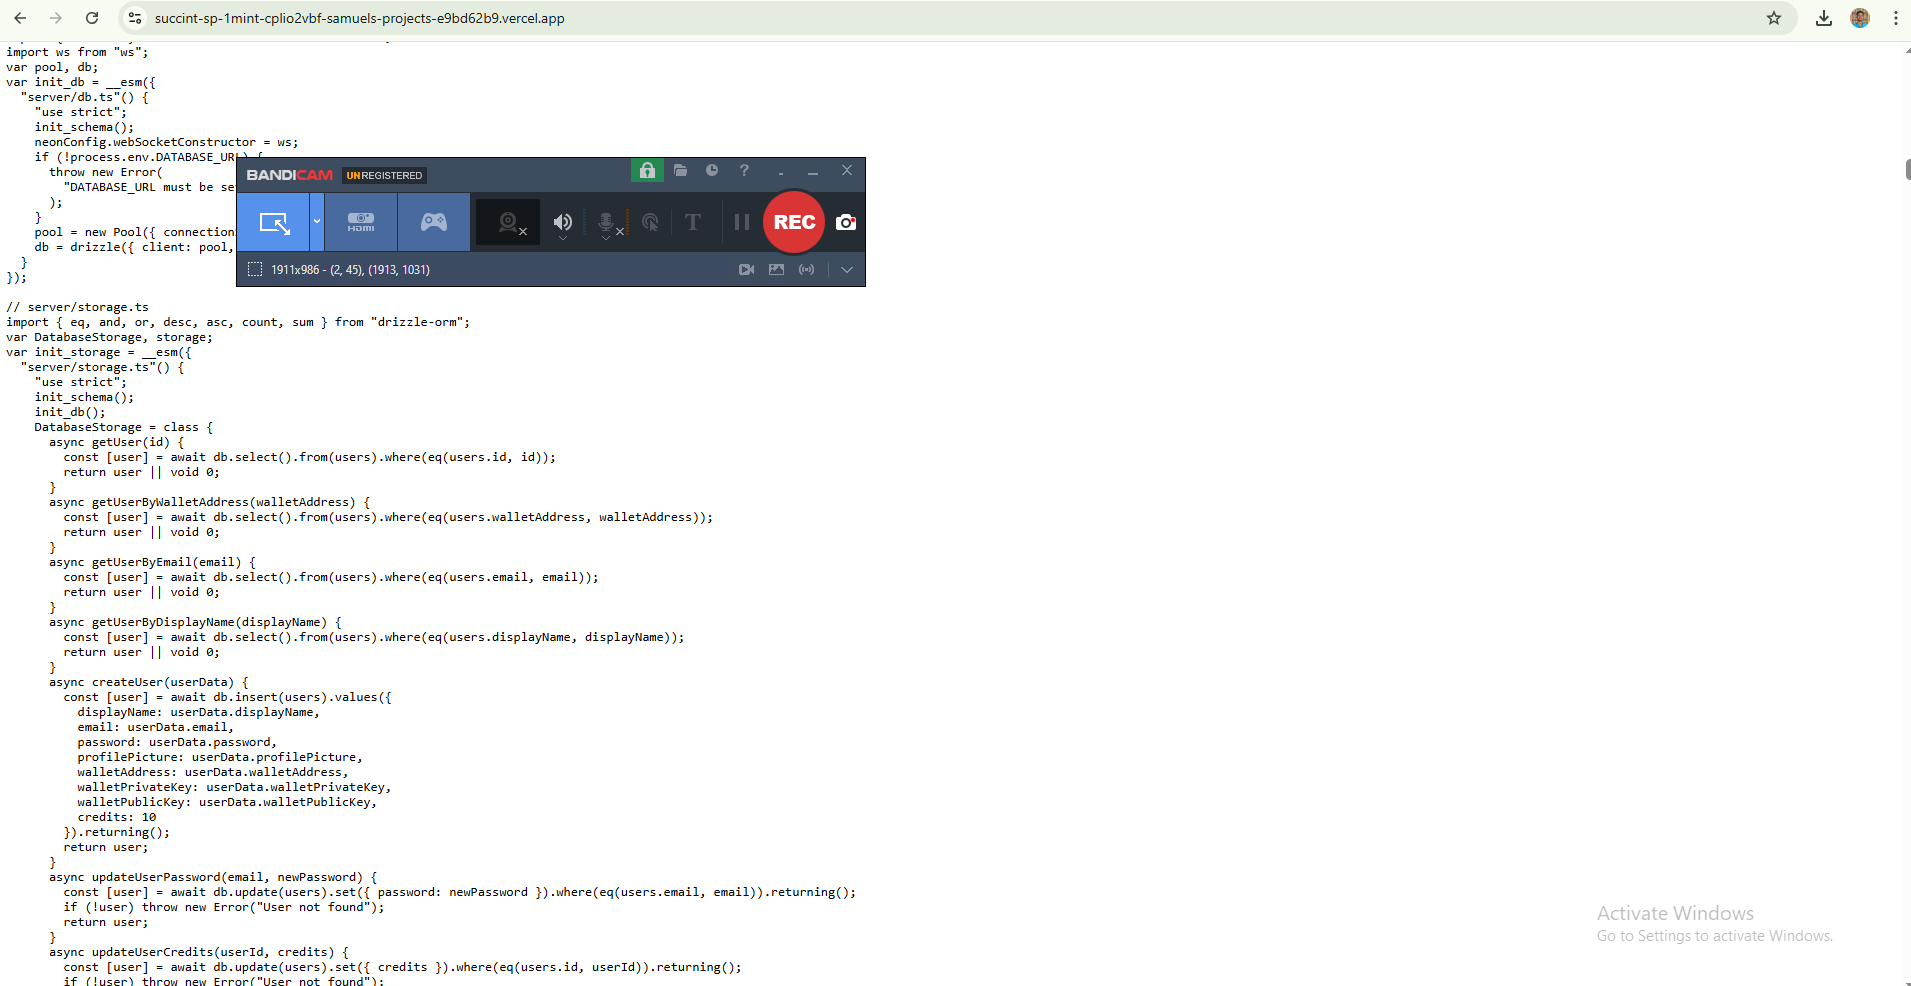 succint-sp-1mint-cplio2vbf-samuels-projects-e9bd62b9.vercel.app
import ws from "ws";
var pool, db;
var init_db = __esm({
  "server/db.ts"() {
    "use strict";
    init_schema();
    neonConfig.webSocketConstructor = ws;
    if (!process.env.DATABASE_URL) {
      throw new Error(
        "DATABASE_URL must be se
      );
    }
    pool = new Pool({ connection
    db = drizzle({ client: pool,
  }
});
BANDICAM UNREGISTERED
?
HDMI
T
REC
1911x986 - (2, 45), (1913, 1031)
// server/storage.ts
import { eq, and, or, desc, asc, count, sum } from "drizzle-orm";
var DatabaseStorage, storage;
var init_storage = __esm({
  "server/storage.ts"() {
    "use strict";
    init_schema();
    init_db();
    DatabaseStorage = class {
      async getUser(id) {
        const [user] = await db.select().from(users).where(eq(users.id, id));
        return user || void 0;
      }
      async getUserByWalletAddress(walletAddress) {
        const [user] = await db.select().from(users).where(eq(users.walletAddress, walletAddress));
        return user || void 0;
      }
      async getUserByEmail(email) {
        const [user] = await db.select().from(users).where(eq(users.email, email));
        return user || void 0;
      }
      async getUserByDisplayName(displayName) {
        const [user] = await db.select().from(users).where(eq(users.displayName, displayName));
        return user || void 0;
      }
      async createUser(userData) {
        const [user] = await db.insert(users).values({
          displayName: userData.displayName,
          email: userData.email,
          password: userData.password,
          profilePicture: userData.profilePicture,
          walletAddress: userData.walletAddress,
          walletPrivateKey: userData.walletPrivateKey,
          walletPublicKey: userData.walletPublicKey,
          credits: 10
        }).returning();
        return user;
      }
      async updateUserPassword(email, newPassword) {
        const [user] = await db.update(users).set({ password: newPassword }).where(eq(users.email, email)).returning();
        if (!user) throw new Error("User not found");
        return user;
      }
      async updateUserCredits(userId, credits) {
        const [user] = await db.update(users).set({ credits }).where(eq(users.id, userId)).returning();
        if (!user) throw new Error("User not found");
Activate Windows
Go to Settings to activate Windows.